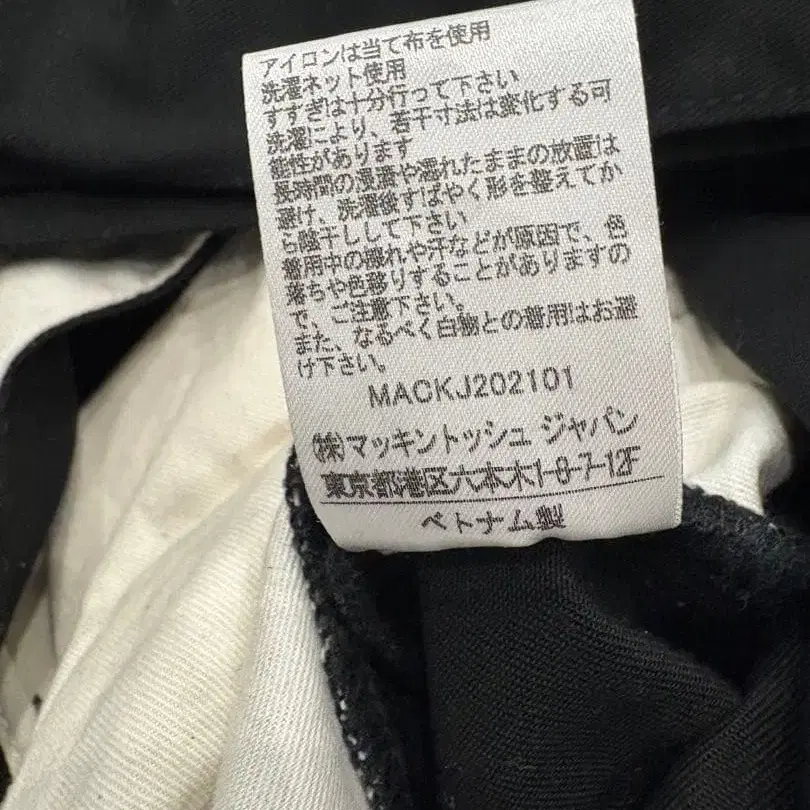 アイロンは当て布を使用
洗濯ネット使用
すすぎは十分行って下さい
洗濯により、若干寸法は変化する可
能性があります
長時間の浸漬や濡れたままの放置は
避け、洗濯後すばやく形を整えてか
ら陰干しして下さい
着用中の擦れや汗などが原因で、色
落ちや色移りすることがありますの
で、ご注意下さい。
また、なるべく白物との着用はお避
け下さい。
MACKJ202101
(株)マッキントッシュ ジャパン
東京都港区六本木1-8-7-12F
ベトナム製